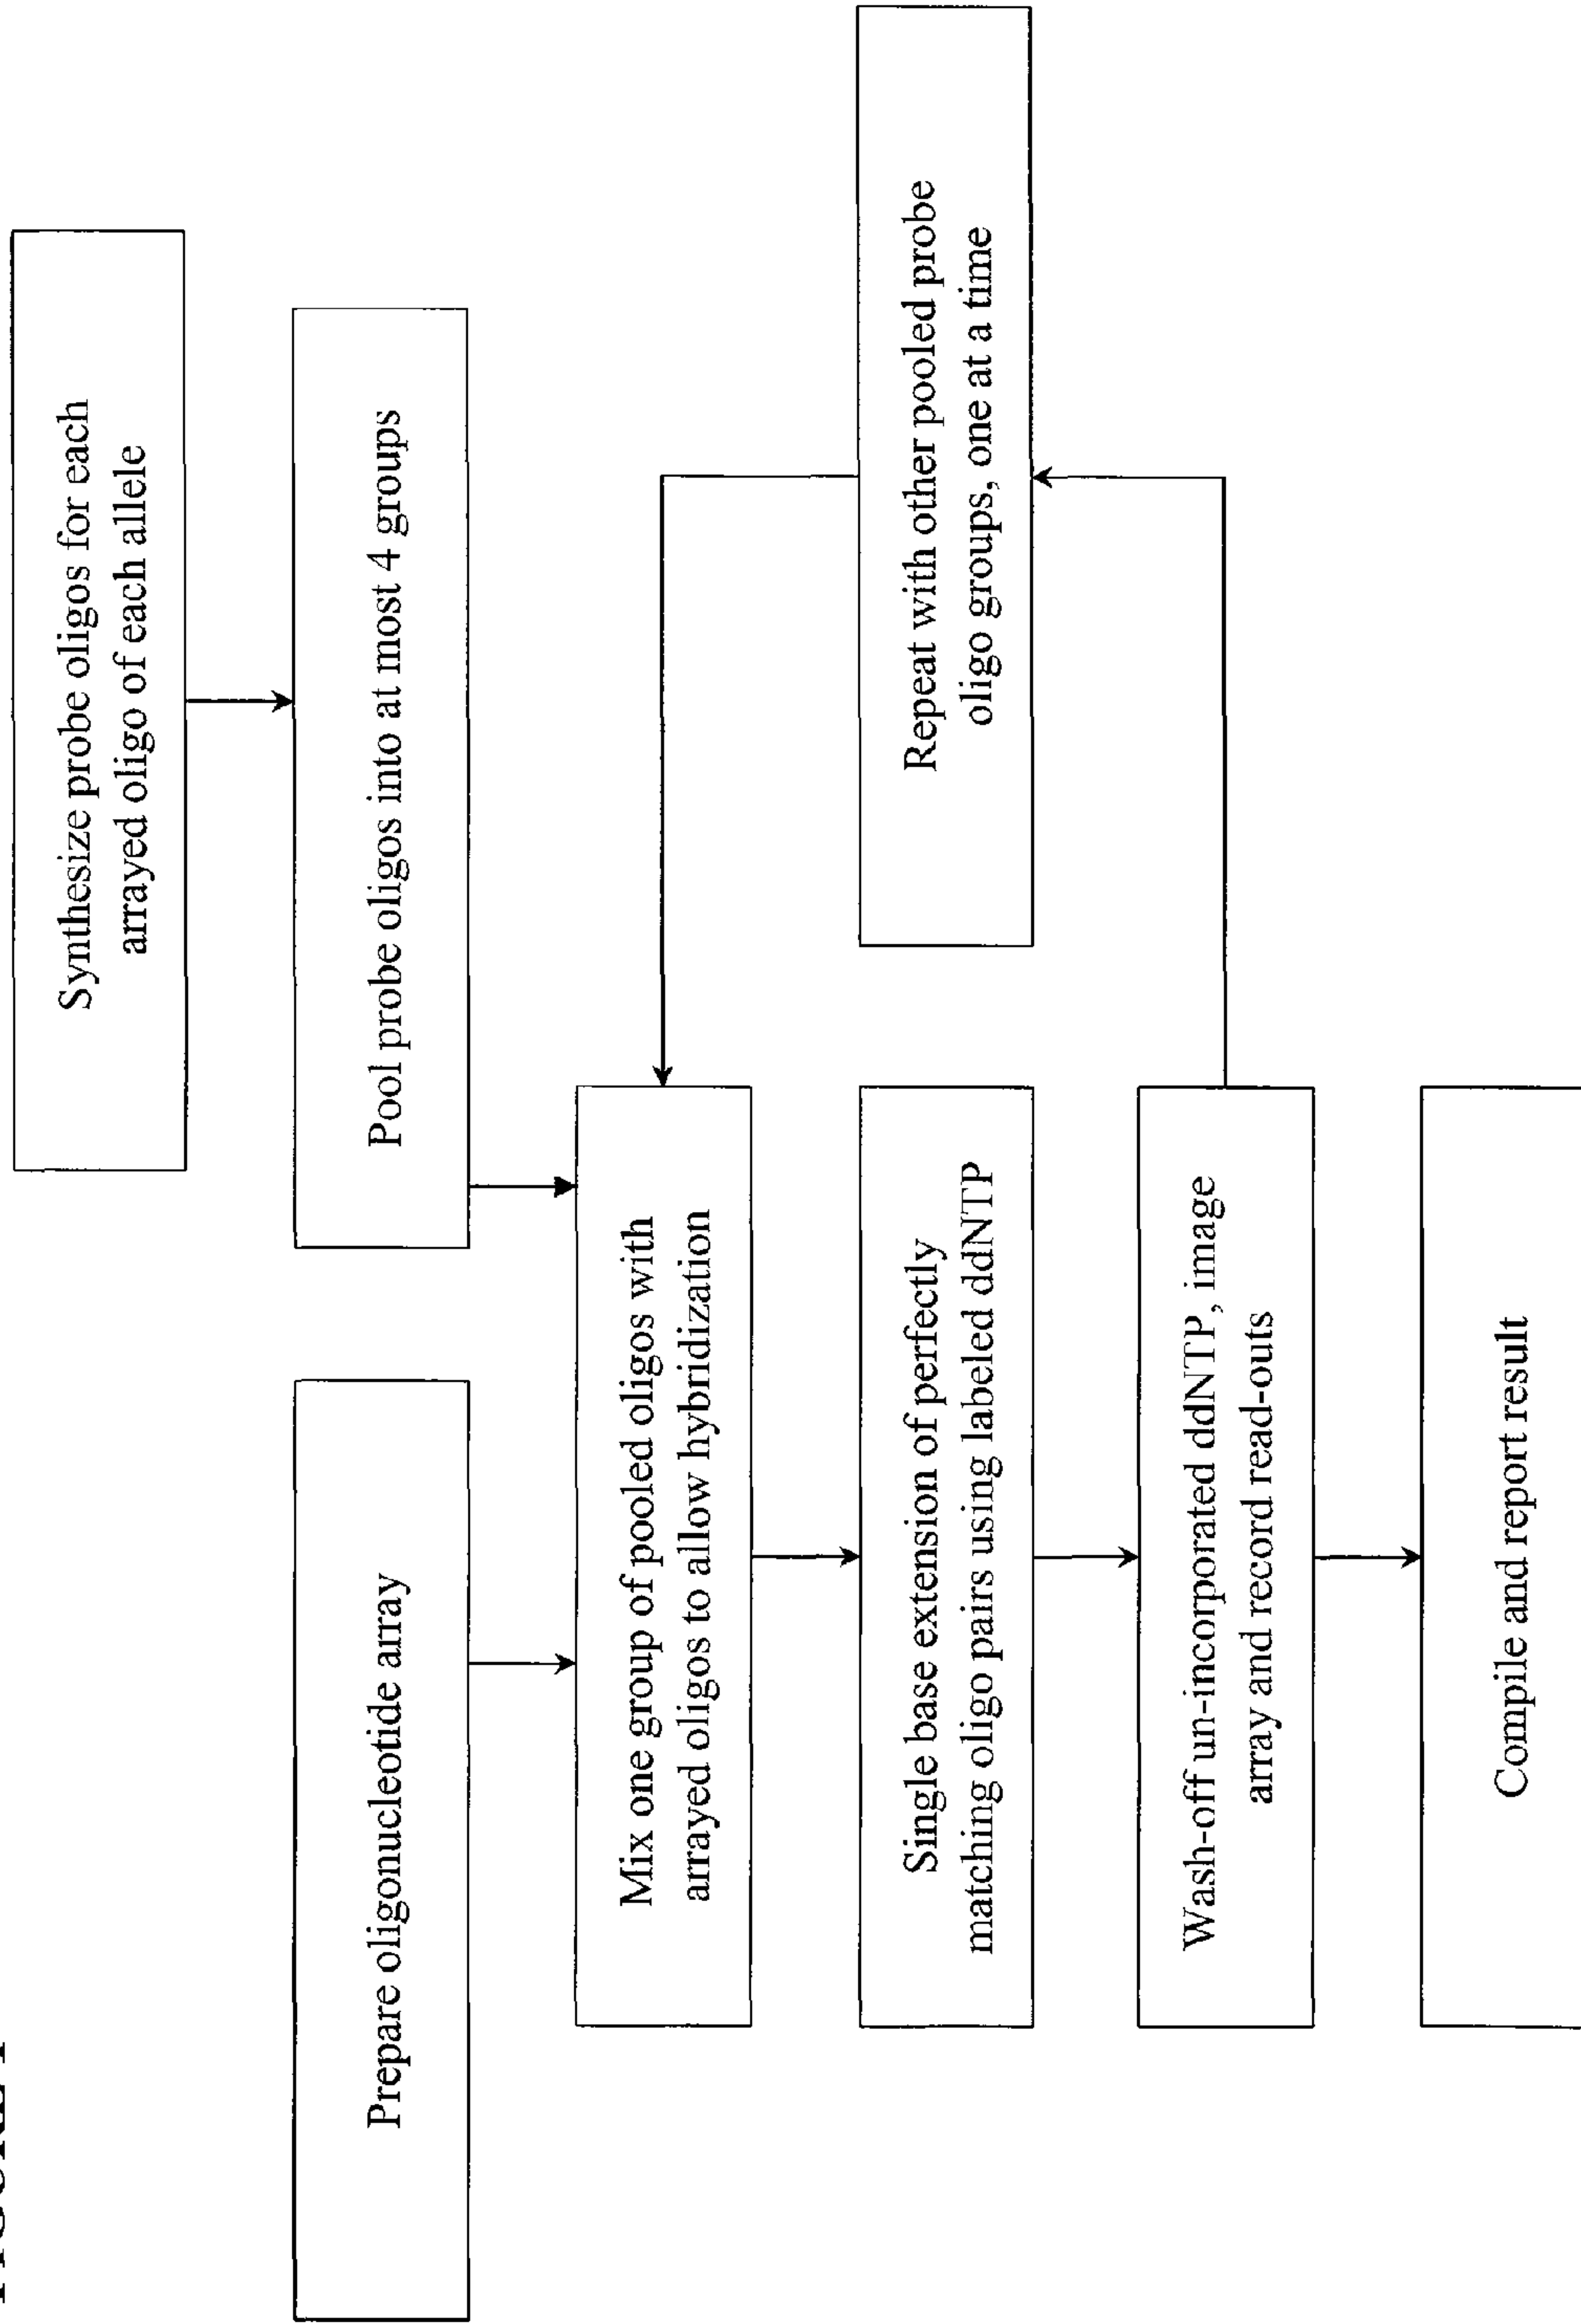 FIGURE
Synthesize probe oligos for each
arrayed oligo of each allele
Prepare oligonucleotide array
Pool probe oligos into at most 4 groups
Mix one group of pooled oligos with
arrayed oligos to allow hybridization
Single base extension of perfectly
matching oligo pairs using labeled ddNTP
Repeat with other pooled probe
oligo groups, one at a time
Wash-off un-incorporated ddNTP, image
array and record read-outs
Compile and report result